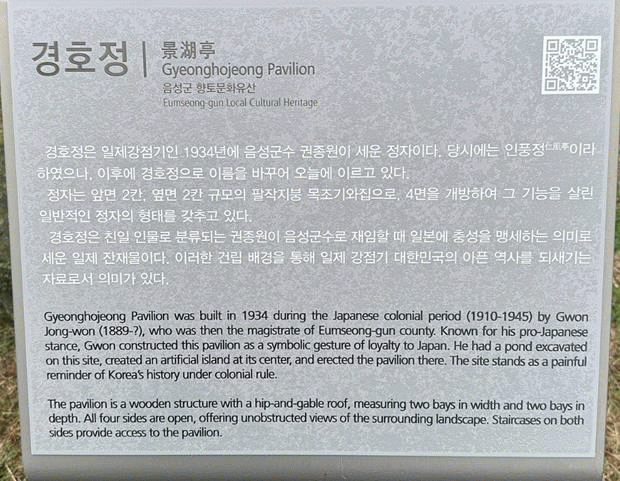 경호정
景湖亭
Gyeonghojeong Pavilion
음성군 향토문화유산
Eumseong-gun Local Cultural Heritage
경호정은 일제강점기인 1934년에 음성군수 권종원이 세운 정자이다. 당시에는 인풍정仁風亭이라
하였으나, 이후에 경호정으로 이름을 바꾸어 오늘에 이르고 있다.
정자는 앞면 2칸, 옆면 2칸 규모의 팔작지붕 목조기와집으로, 4면을 개방하여 그 기능을 살린
일반적인 정자의 형태를 갖추고 있다.
경호정은 친일 인물로 분류되는 권종원이 음성군수로 재임할 때 일본에 충성을 맹세하는 의미로
세운 일제 잔재물이다. 이러한 건립 배경을 통해 일제 강점기 대한민국의 아픈 역사를 되새기는
자료로서 의미가 있다.
Gyeonghojeong Pavilion was built in 1934 during the Japanese colonial period (1910-1945) by Gwon
Jong-won (1889-?), who was then the magistrate of Eumseong-gun county. Known for his pro-Japanese
stance, Gwon constructed this pavilion as a symbolic gesture of loyalty to Japan. He had a pond excavated
on this site, created an artificial island at its center, and erected the pavilion there. The site stands as a painful
reminder of Korea's history under colonial rule.
The pavilion is a wooden structure with a hip-and-gable roof, measuring two bays in width and two bays in
depth. All four sides are open, offering unobstructed views of the surrounding landscape. Staircases on both
sides provide access to the pavilion.